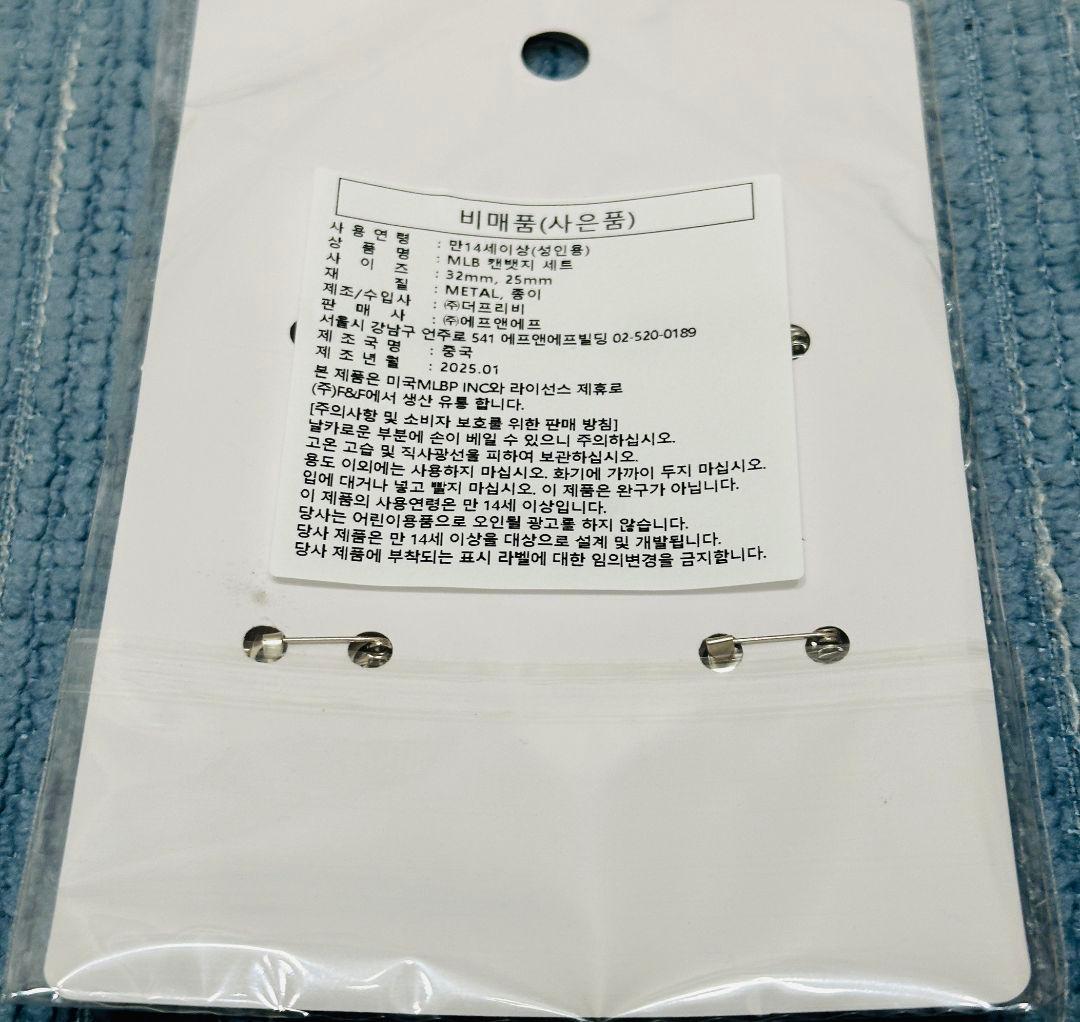 비매품(사은품)
사용연령 : 만14세이상(성인용)
상품명 : MLB 캔뱃지 세트
사이즈 : 32mm, 25mm
재질 : METAL, 종이
제조/수입사 : ㈜더프리비
판매사 : ㈜에프앤에프
서울시 강남구 언주로 541 에프앤에프빌딩 02-520-0189
제조국명 : 중국
제조년월 : 2025.01
본 제품은 미국MLBP INC와 라이선스 제휴로
(주)F&F에서 생산 유통 합니다.
[주의사항 및 소비자 보호를 위한 판매 방침]
날카로운 부분에 손이 베일 수 있으니 주의하십시오.
고온 고습 및 직사광선을 피하여 보관하십시오.
용도 이외에는 사용하지 마십시오. 화기에 가까이 두지 마십시오.
입에 대거나 넣고 빨지 마십시오. 이 제품은 완구가 아닙니다.
이 제품의 사용연령은 만 14세 이상입니다.
당사는 어린이용품으로 오인될 광고를 하지 않습니다.
당사 제품은 만 14세 이상을 대상으로 설계 및 개발됩니다.
당사 제품에 부착되는 표시 라벨에 대한 임의변경을 금지합니다.